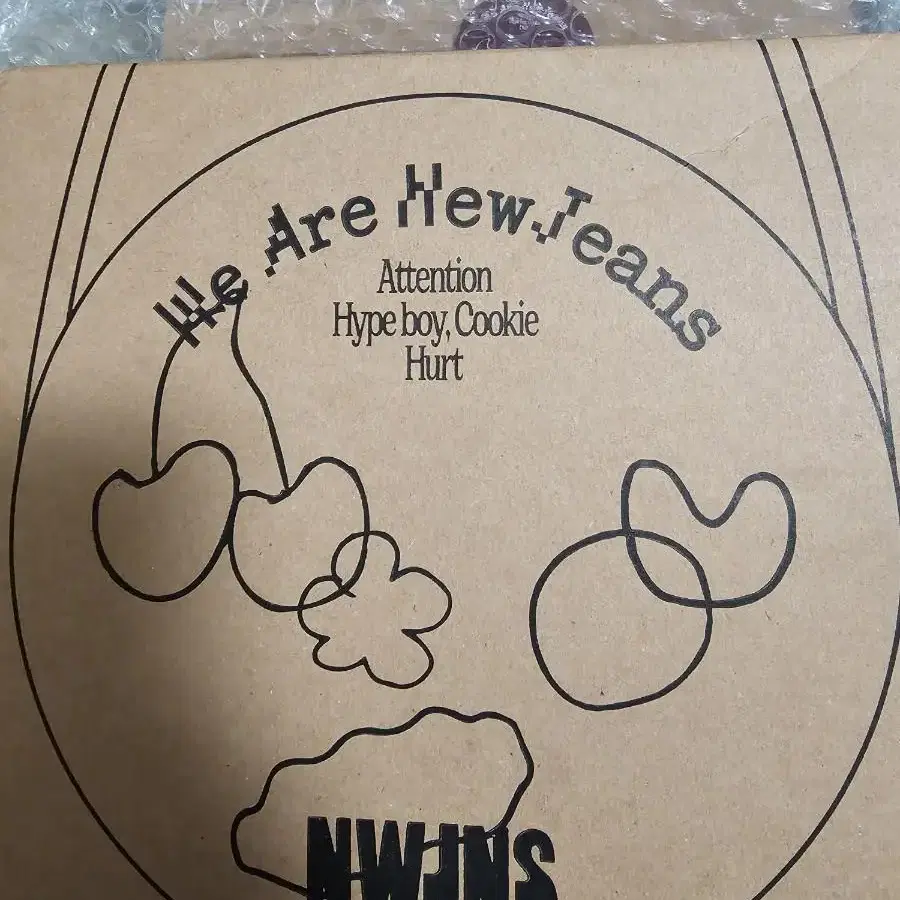 We Are NewJeans
Attention
Hype boy, Cookie
Hurt
NWJNS